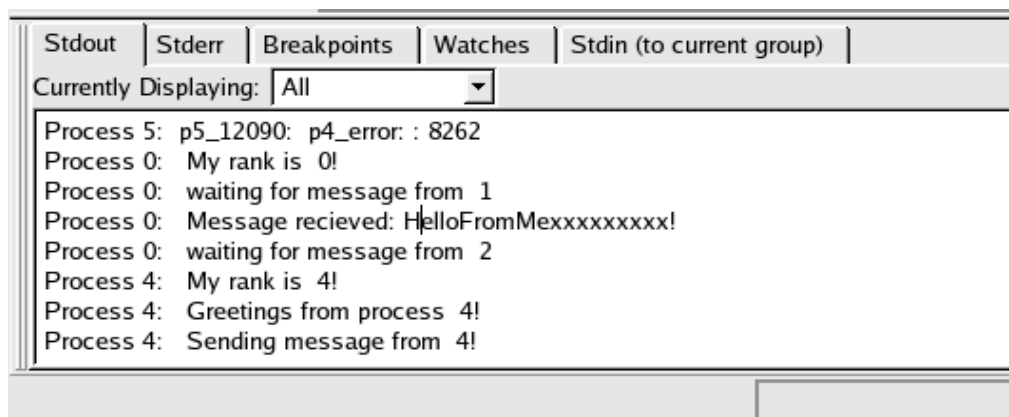 Stdout Stderr Breakpoints Watches Stdin (to current group)
Currently Displaying: All
Process 5: p5_12090: p4_error: : 8262
Process 0: My rank is 0!
Process 0: waiting for message from 1
Process 0: Message recieved: HelloFromMexxxxxxxxx!
Process 0: waiting for message from 2
Process 4: My rank is 4!
Process 4: Greetings from process 4!
Process 4: Sending message from 4!